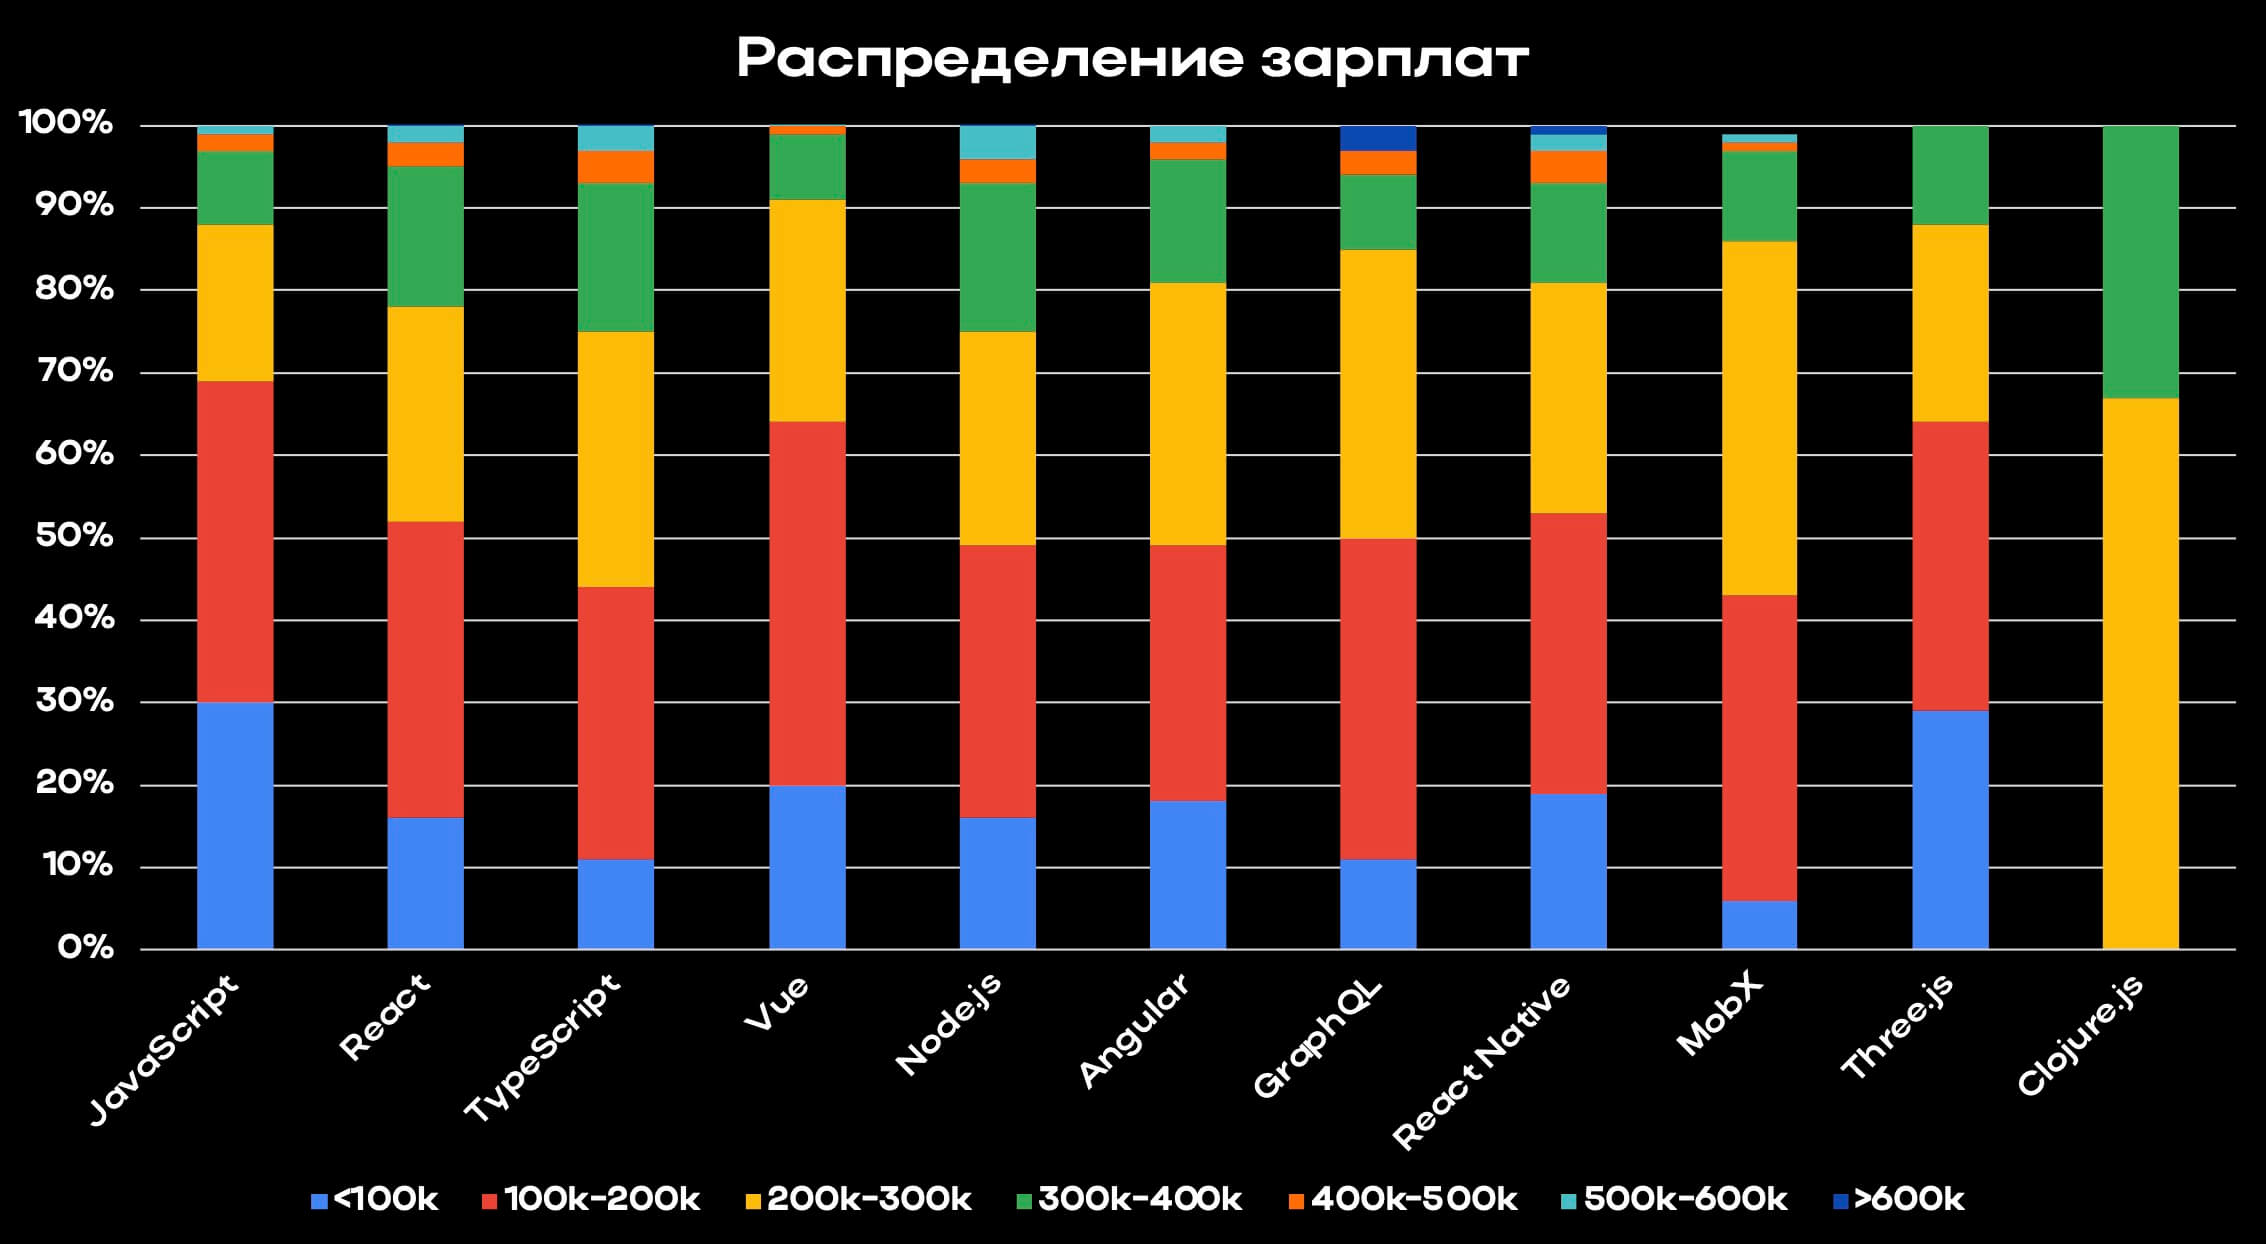 Распределение зарплат
100%
90%
80%
70%
60%
50%
40%
30%
20%
10%
0%
JavaScript
React
TypeScript
Vue
Node.js
Angular
GraphQL
React Native
MobX
Three.js
Clojure.js
<100k
100k-200k
200k-300k
300k-400k
400k-500k
500k-600k
>600k